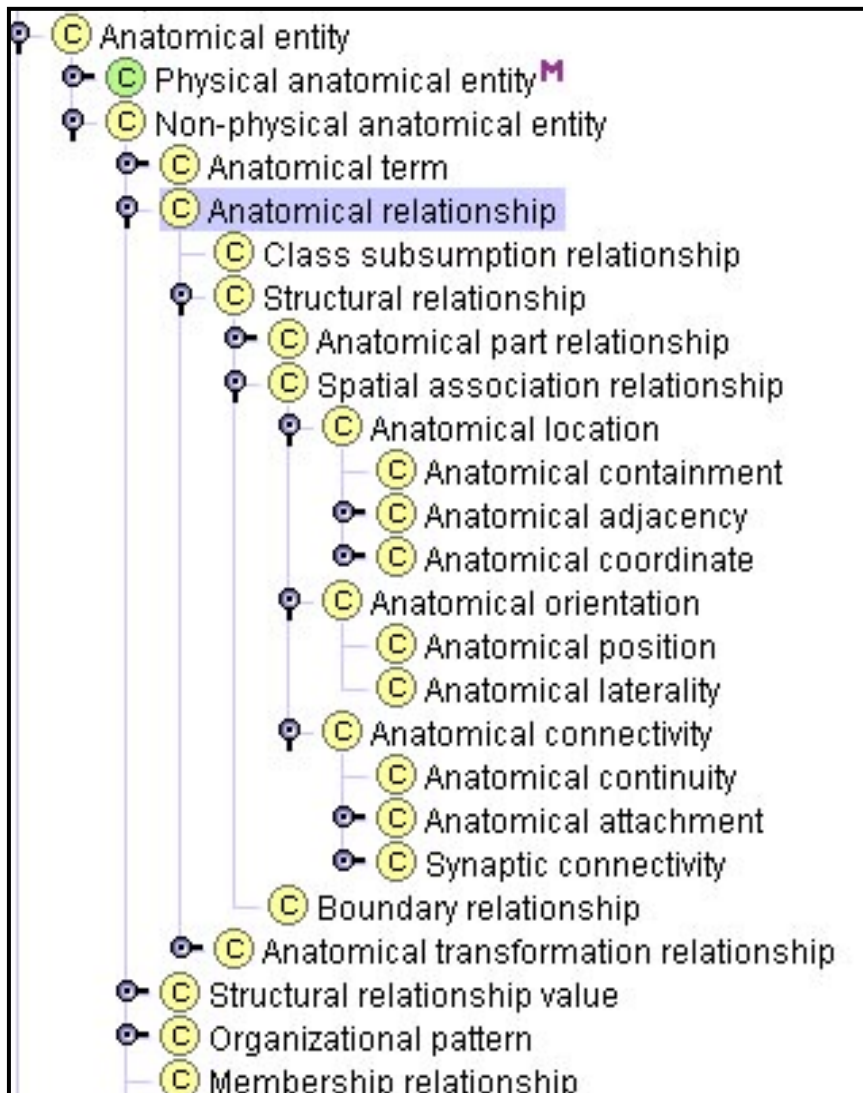 C Anatomical entity
C Physical anatomical entity M
C Non-physical anatomical entity
C Anatomical term
C Anatomical relationship
C Class subsumption relationship
C Structural relationship
C Anatomical part relationship
C Spatial association relationship
C Anatomical location
C Anatomical containment
C Anatomical adjacency
C Anatomical coordinate
C Anatomical orientation
C Anatomical position
C Anatomical laterality
C Anatomical connectivity
C Anatomical continuity
C Anatomical attachment
C Synaptic connectivity
C Boundary relationship
C Anatomical transformation relationship
C Structural relationship value
C Organizational pattern
C Membership relationship